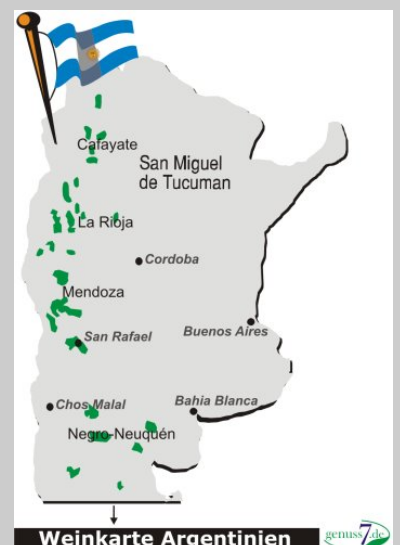 Cafayate
San Miguel
de Tucuman
La Rioja
Cordoba
Mendoza
San Rafael
Buenos Aires
Chos Malal
Bahia Blanca
Negro-Neuquén
Weinkarte Argentinien
genuss7.de